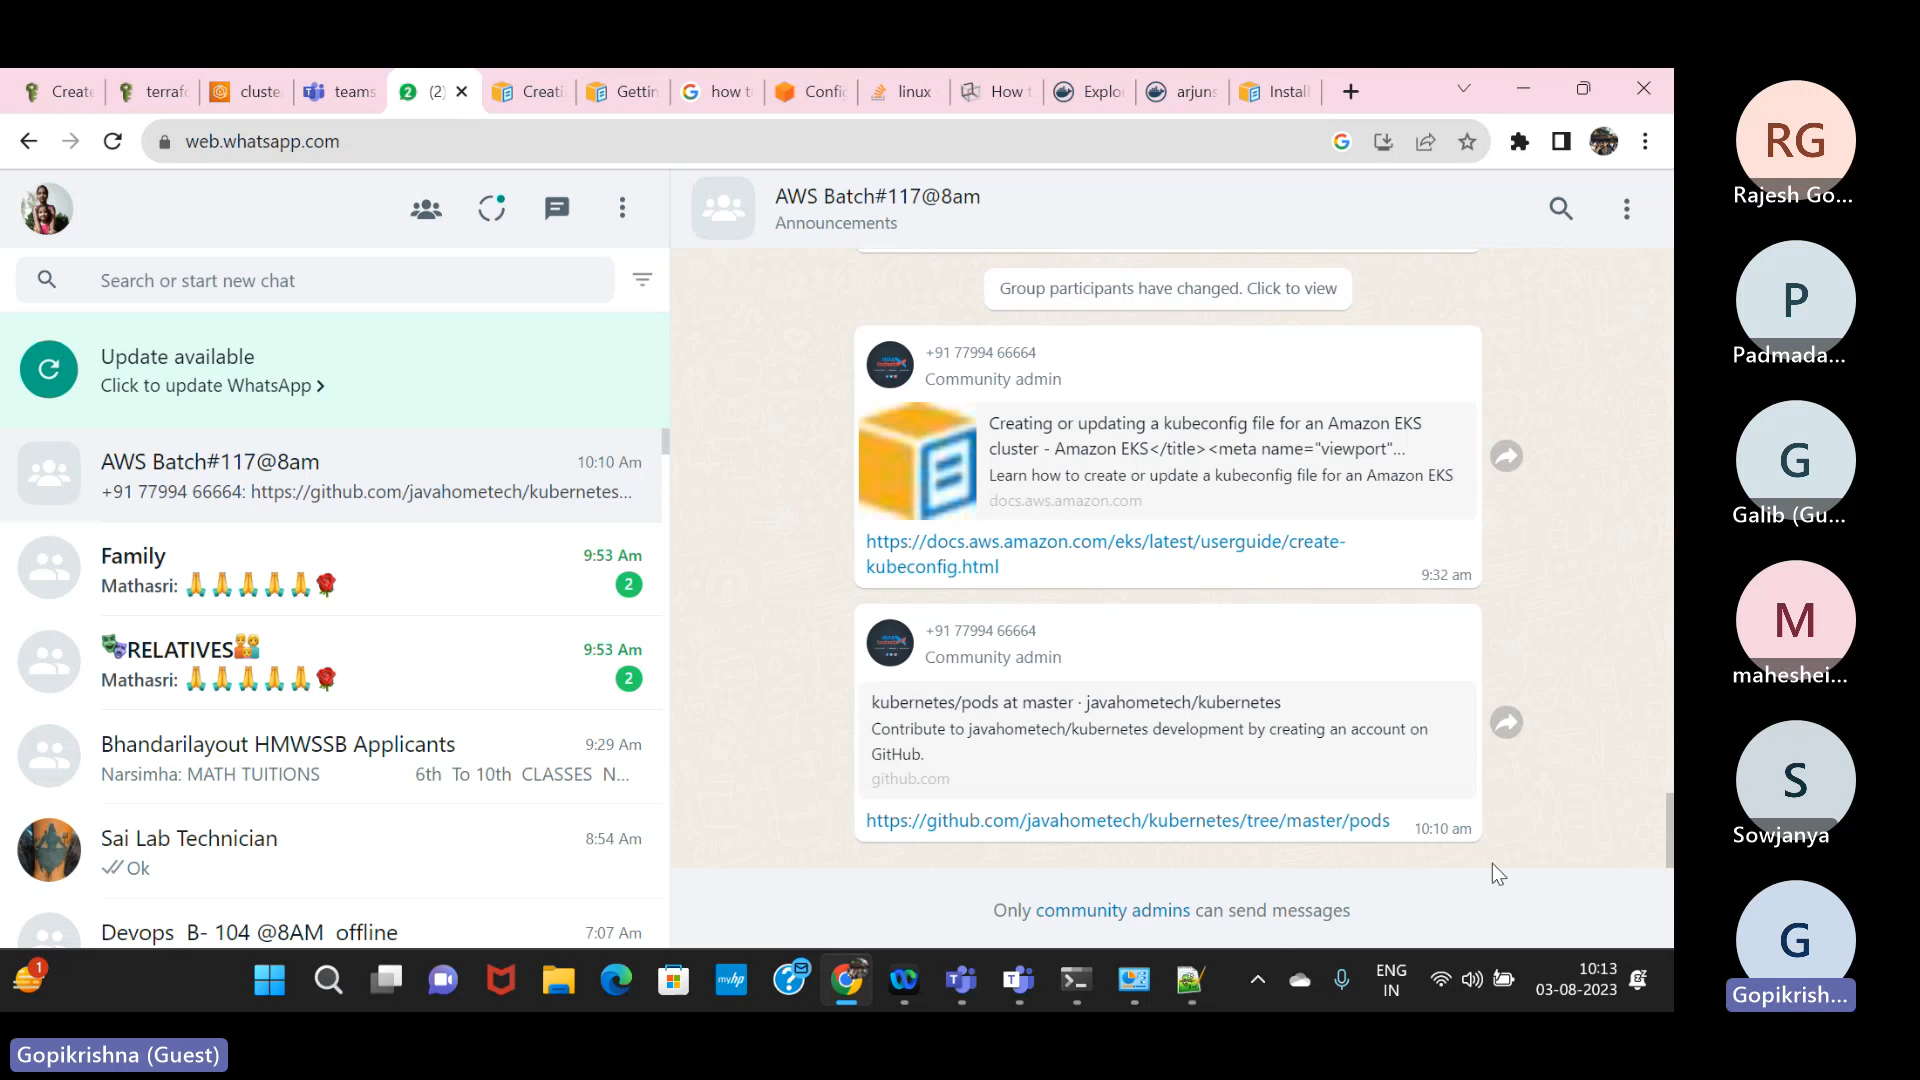 Create
terrafo
cluste
teams
2
(2)
Creati
Gettin
how t
Config
linux
How t
Explo
arjuns
Install
web.whatsapp.com
AWS Batch#117@8am
Announcements
Search or start new chat
Update available
Click to update WhatsApp
AWS Batch#117@8am
10:10 Am
+91 77994 66664: https://github.com/javahometech/kubernetes...
Family
9:53 Am
Mathasri: 🙏🙏🙏🙏🙏🌹
2
🎭RELATIVES👨‍❤️‍👨
9:53 Am
Mathasri: 🙏🙏🙏🙏🙏🌹
2
Bhandarilayout HMWSSB Applicants
9:29 Am
Narsimha: MATH TUITIONS 6th To 10th CLASSES N...
Sai Lab Technician
8:54 Am
Ok
Devops B- 104 @8AM offline
7:07 Am
Group participants have changed. Click to view
+91 77994 66664
Community admin
Creating or updating a kubeconfig file for an Amazon EKS
cluster - Amazon EKS</title><meta name="viewport"...
Learn how to create or update a kubeconfig file for an Amazon EKS
docs.aws.amazon.com
https://docs.aws.amazon.com/eks/latest/userguide/create-
kubeconfig.html
9:32 am
+91 77994 66664
Community admin
kubernetes/pods at master · javahometech/kubernetes
Contribute to javahometech/kubernetes development by creating an account on
GitHub.
github.com
https://github.com/javahometech/kubernetes/tree/master/pods
10:10 am
Only community admins can send messages
RG
Rajesh Go...
P
Padmada...
G
Galib (Gu...
M
maheshei...
S
Sowjanya
G
Gopikrish...
1
myhp
ENG
IN
10:13
03-08-2023
Gopikrishna (Guest)